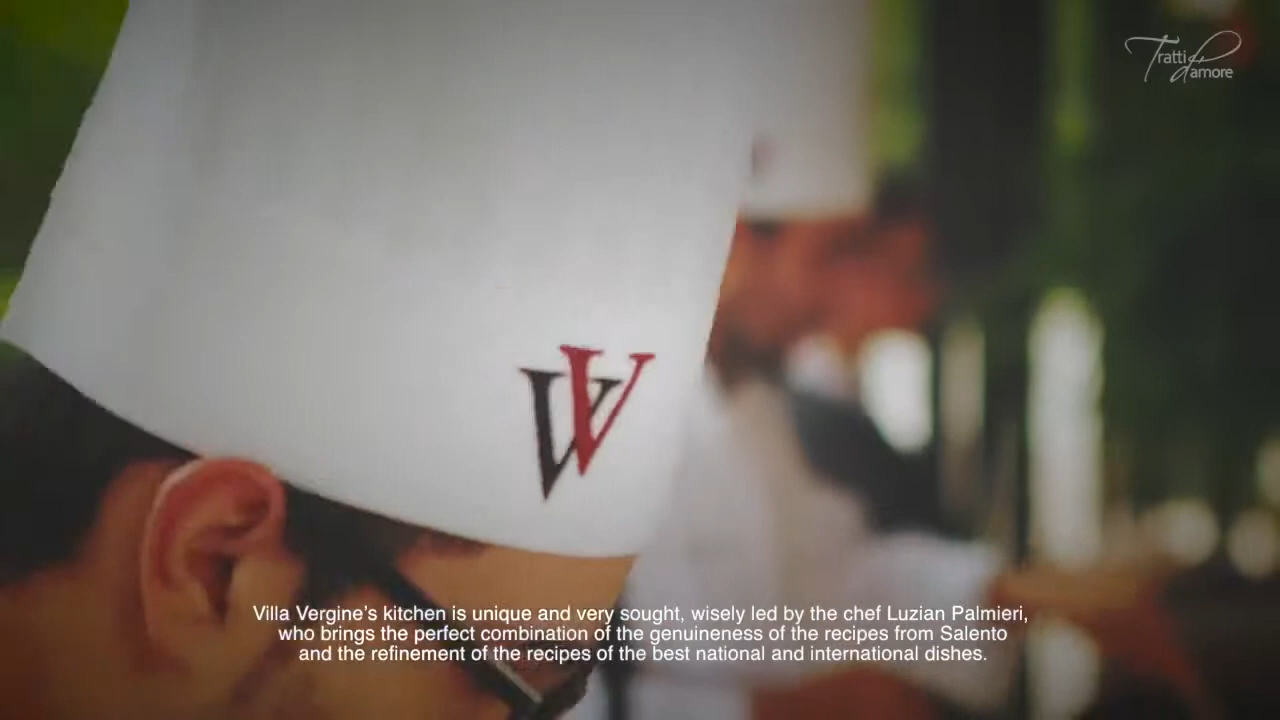 Tratti
damore
VV
Villa Vergine’s kitchen is unique and very sought, wisely led by the chef Luzian Palmieri,
who brings the perfect combination of the genuineness of the recipes from Salento
and the refinement of the recipes of the best national and international dishes.